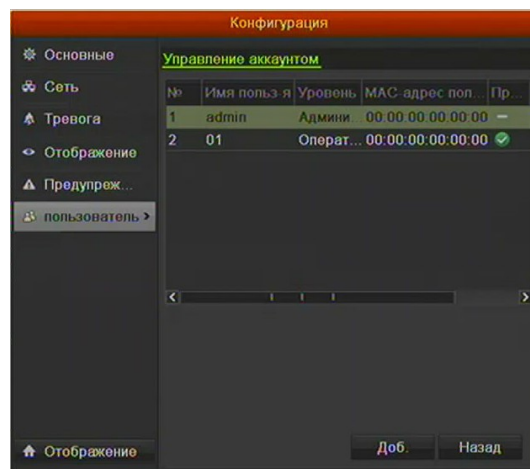 Конфигурация
Основные
Сеть
Тревога
Отображение
Предупреж...
пользователь
Отображение
Управление аккаунтом
№ Имя польз-я Уровень MAC-адрес пол... Пр...
1 admin Админи... 00:00:00:00:00:00 –
2 01 Операт... 00:00:00:00:00:00
Доб. Назад